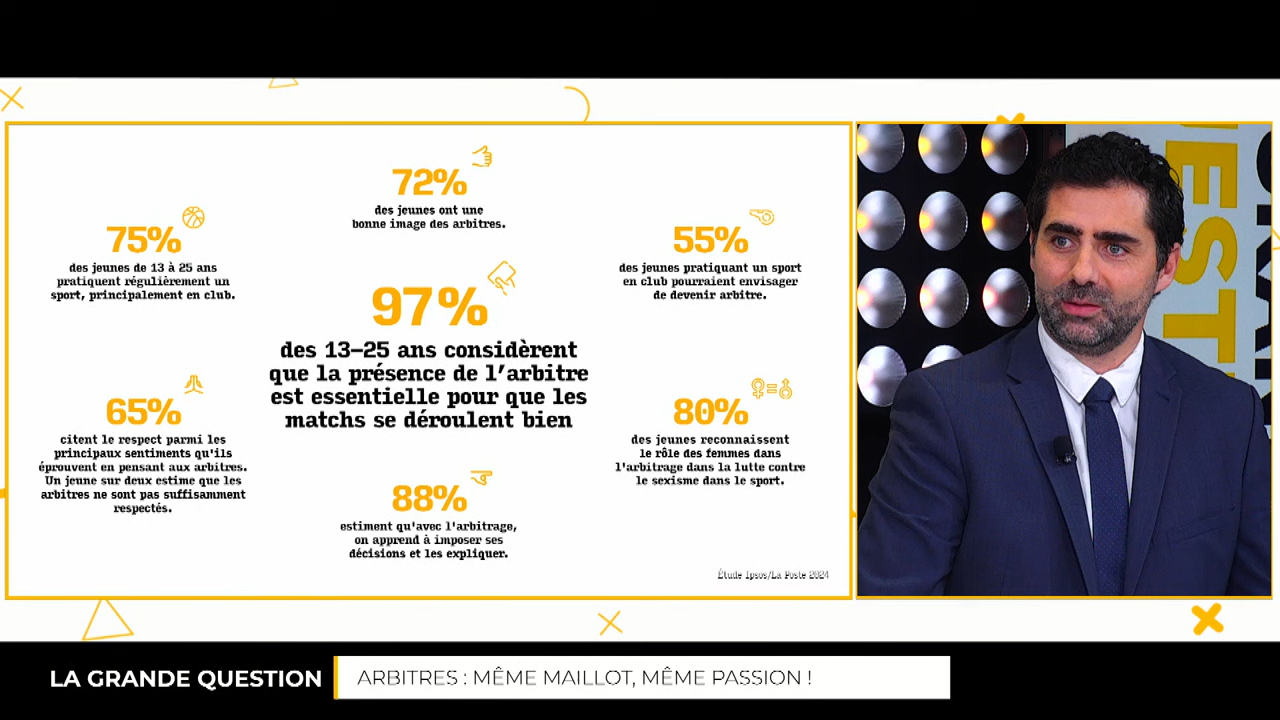 72%
des jeunes ont une
bonne image des arbitres.
75%
des jeunes de 13 à 25 ans
pratiquent régulièrement un
sport, principalement en club.
55%
des jeunes pratiquant un sport
en club pourraient envisager
de devenir arbitre.
97%
des 13–25 ans considèrent
que la présence de l’arbitre
est essentielle pour que les
matchs se déroulent bien
65%
citent le respect parmi les
principaux sentiments qu'ils
éprouvent en pensant aux arbitres.
Un jeune sur deux estime que les
arbitres ne sont pas suffisamment
respectés.
80%
des jeunes reconnaissent
le rôle des femmes dans
l'arbitrage dans la lutte contre
le sexisme dans le sport.
88%
estiment qu'avec l'arbitrage,
on apprend à imposer ses
décisions et les expliquer.
Étude Ipsos/La Poste 2024
LA GRANDE QUESTION
ARBITRES : MÊME MAILLOT, MÊME PASSION !